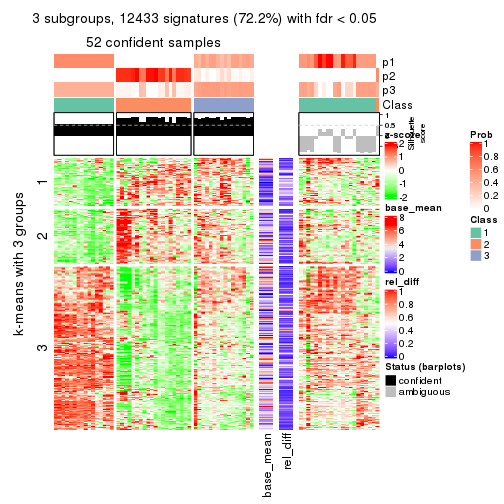 3 subgroups, 12433 signatures (72.2%) with fdr < 0.05
52 confident samples
p1
p2
p3
Class
1
0.5
0
Silhouette
score
k-means with 3 groups
1
2
3
base_mean
rel_diff
z-score
2
1
0
-1
-2
base_mean
8
6
4
2
0
rel_diff
1
0.8
0.6
0.4
0.2
0
Status (barplots)
confident
ambiguous
Prob
1
0.8
0.6
0.4
0.2
0
Class
1
2
3